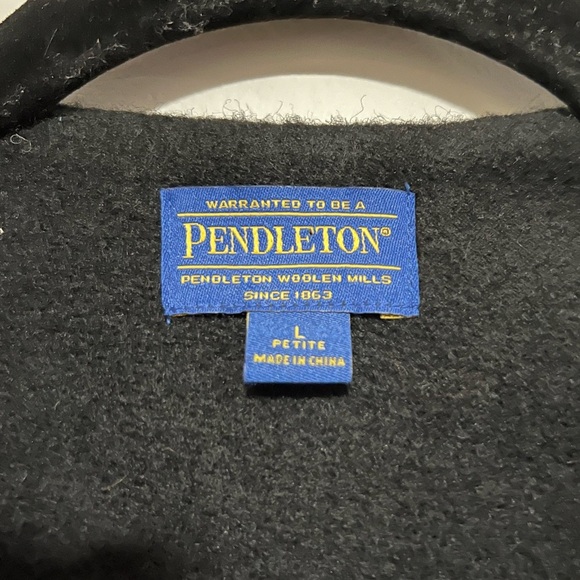 WARRANTED TO BE A
PENDLETON®
PENDLETON WOOLEN MILLS
SINCE 1863
L
PETITE
MADE IN CHINA